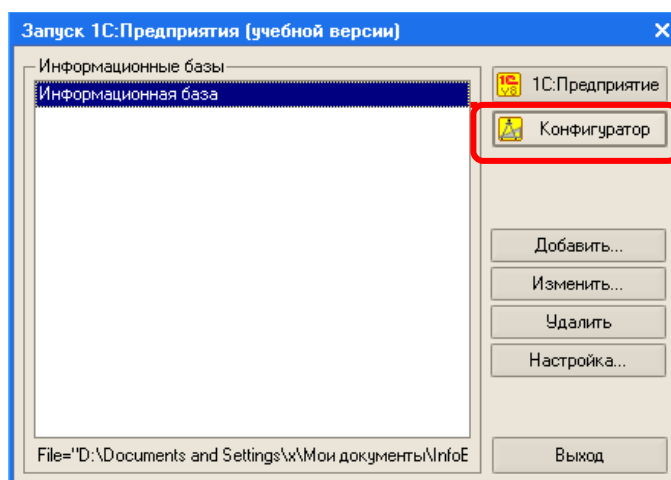 Запуск 1С:Предприятия (учебной версии)
Информационные базы
Информационная база
1С:Предприятие
Конфигуратор
Добавить...
Изменить...
Удалить
Настройка...
File="D:\Documents and Settings\x\Мои документы\InfoE
Выход